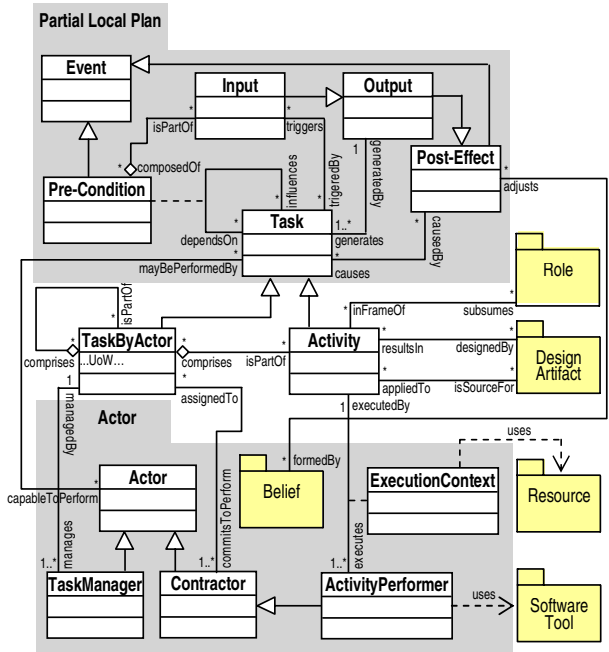 Partial Local Plan
Event
Input
Output
isPartOf
*
*
triggers
1
generatedBy
* composedOf
influences
trigeredBy
Post-Effect
*
adjusts
Pre-Condition
*
*
*
Task
1..*
generates
*
causedBy
dependsOn
mayBePerformedBy
*
*
causes
Role
isPartOf
*
inFrameOf
*
subsumes
*
*
TaskByActor
*
Activity
*
*
comprises
...UoW...
comprises
isPartOf
resultsIn
designedBy
Design
Artifact
1
*
assignedTo
*
appliedTo
*
isSourceFor
managedBy
1
executedBy
Actor
uses
* formedBy
Actor
*
capableToPerform
Belief
ExecutionContext
Resource
manages
commitsToPerform
executes
1..*
1..*
1..*
TaskManager
Contractor
ActivityPerformer
uses
Software
Tool